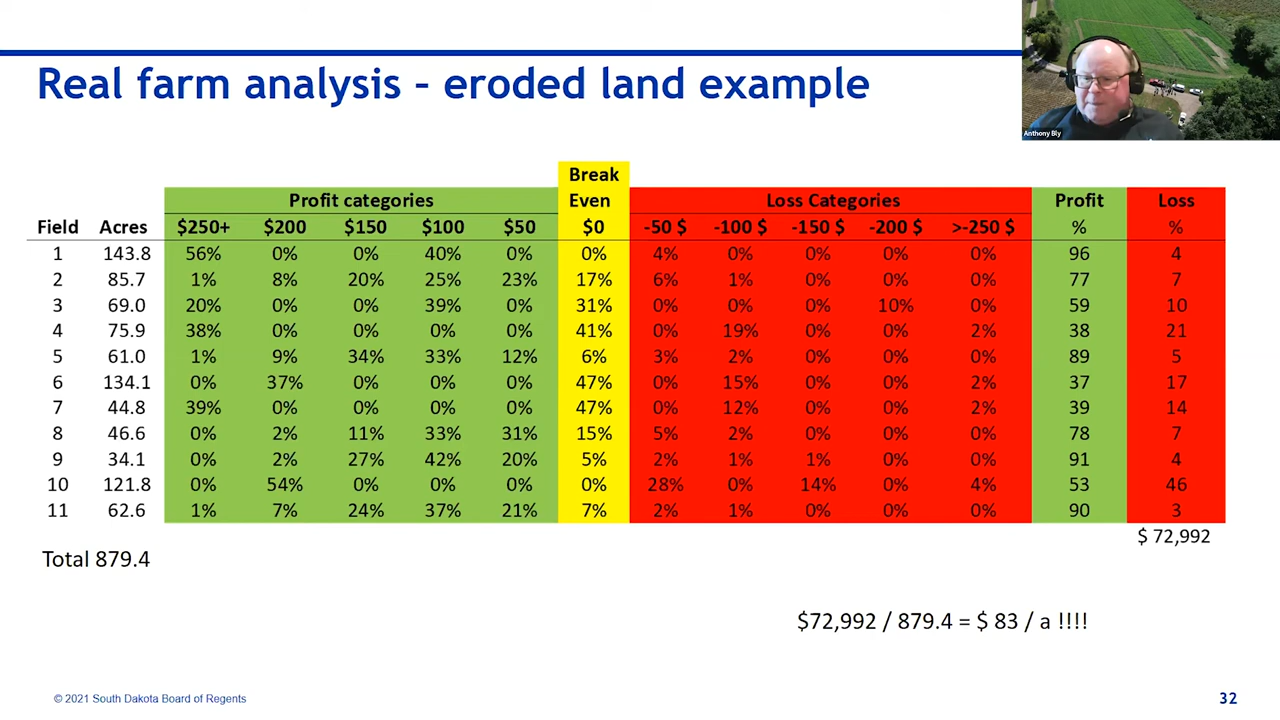 Real farm analysis – eroded land example
Anthony Bly
Break
Profit categories Even Loss Categories Profit Loss
Field Acres $250+ $200 $150 $100 $50 $0 -50 $ -100 $ -150 $ -200 $ >-250 $ % %
1 143.8 56% 0% 0% 40% 0% 0% 4% 0% 0% 0% 0% 96 4
2 85.7 1% 8% 20% 25% 23% 17% 6% 1% 0% 0% 0% 77 7
3 69.0 20% 0% 0% 39% 0% 31% 0% 0% 0% 10% 0% 59 10
4 75.9 38% 0% 0% 0% 0% 41% 0% 19% 0% 0% 2% 38 21
5 61.0 1% 9% 34% 33% 12% 6% 3% 2% 0% 0% 0% 89 5
6 134.1 0% 37% 0% 0% 0% 47% 0% 15% 0% 0% 2% 37 17
7 44.8 39% 0% 0% 0% 0% 47% 0% 12% 0% 0% 2% 39 14
8 46.6 0% 2% 11% 33% 31% 15% 5% 2% 0% 0% 0% 78 7
9 34.1 0% 2% 27% 42% 20% 5% 2% 1% 1% 0% 0% 91 4
10 121.8 0% 54% 0% 0% 0% 0% 28% 0% 14% 0% 4% 53 46
11 62.6 1% 7% 24% 37% 21% 7% 2% 1% 0% 0% 0% 90 3
$ 72,992
Total 879.4
$72,992 / 879.4 = $ 83 / a !!!!
© 2021 South Dakota Board of Regents
32